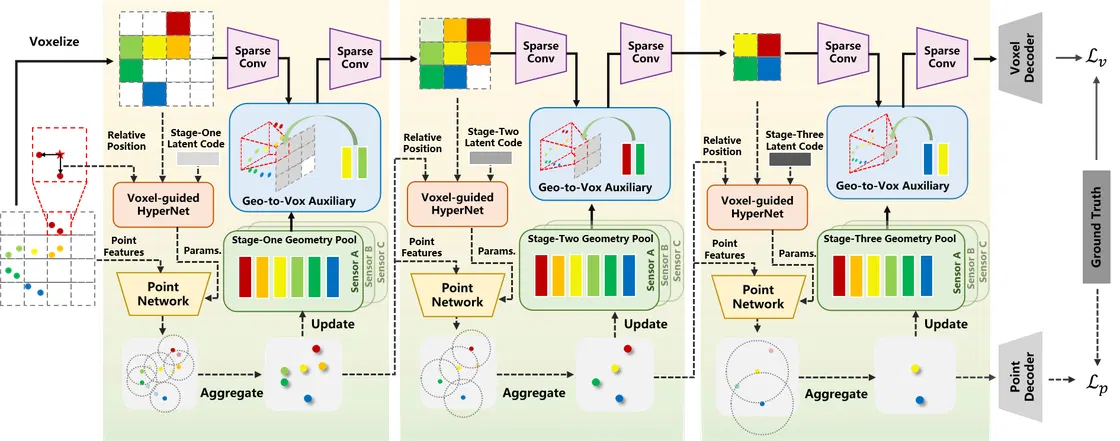 Voxelize
Relative
Position
Stage-One
Latent Code
Voxel-guided
HyperNet
Point
Features
Params.
Point
Network
Aggregate
Update
Sparse
Conv
Sparse
Conv
Geo-to-Vox Auxiliary
Stage-One Geometry Pool
Sensor A
Sensor B
Sensor C
Relative
Position
Stage-Two
Latent Code
Voxel-guided
HyperNet
Point
Features
Params.
Point
Network
Aggregate
Update
Sparse
Conv
Sparse
Conv
Geo-to-Vox Auxiliary
Stage-Two Geometry Pool
Sensor A
Sensor B
Sensor C
Relative
Position
Stage-Three
Latent Code
Voxel-guided
HyperNet
Point
Features
Params.
Point
Network
Aggregate
Update
Sparse
Conv
Sparse
Conv
Geo-to-Vox Auxiliary
Stage-Three Geometry Pool
Sensor A
Sensor B
Sensor C
Voxel
Decoder
ℒv
Ground Truth
Point
Decoder
ℒp